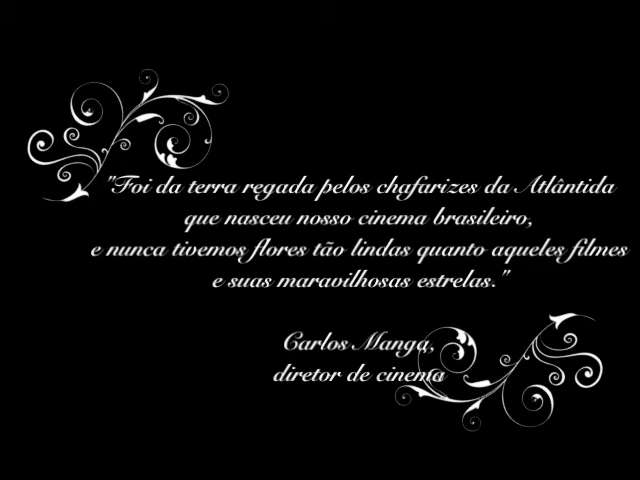 "Foi da terra regada pelos chafarizes da Atlântida
que nasceu nosso cinema brasileiro,
e nunca tivemos flores tão lindas quanto aqueles filmes
e suas maravilhosas estrelas."
Carlos Manga,
diretor de cinema